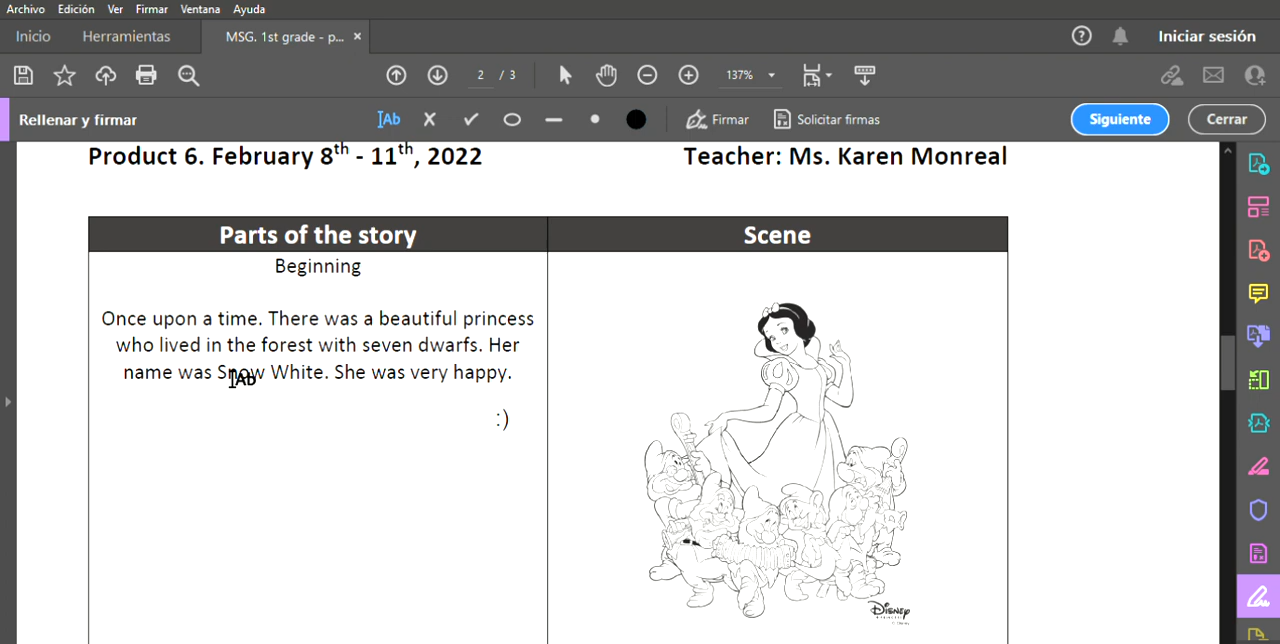 Archivo Edición Ver Firmar Ventana Ayuda
Inicio Herramientas MSG. 1st grade - p... × Iniciar sesión
2 / 3 137%
Rellenar y firmar Ab Firmar Solicitar firmas Siguiente Cerrar
Product 6. February 8th - 11th, 2022 Teacher: Ms. Karen Monreal
Parts of the story Scene
Beginning
Once upon a time. There was a beautiful princess
who lived in the forest with seven dwarfs. Her
name was Snow White. She was very happy.
Ab
:)
Disney